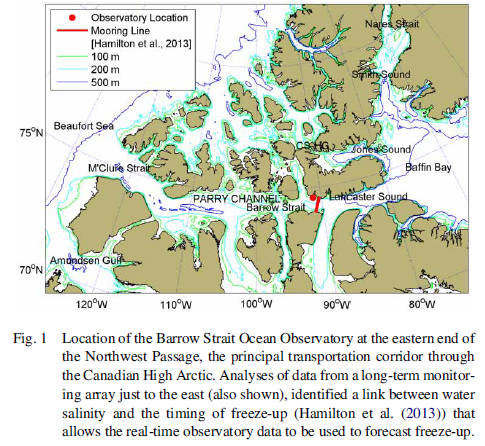 Observatory Location
Mooring Line
[Hamilton et al., 2013]
100 m
200 m
500 m
Nares Strait
Smith Sound
75°N
Beaufort Sea
CS-HG
Jones Sound
Baffin Bay
M'Clure Strait
PARRY CHANNEL
Lancaster Sound
Barrow Strait
70°N
Amundsen Gulf
120°W
110°W
100°W
90°W
80°W
Fig. 1 Location of the Barrow Strait Ocean Observatory at the eastern end of
the Northwest Passage, the principal transportation corridor through
the Canadian High Arctic. Analyses of data from a long-term monitor-
ing array just to the east (also shown), identified a link between water
salinity and the timing of freeze-up (Hamilton et al. (2013)) that
allows the real-time observatory data to be used to forecast freeze-up.